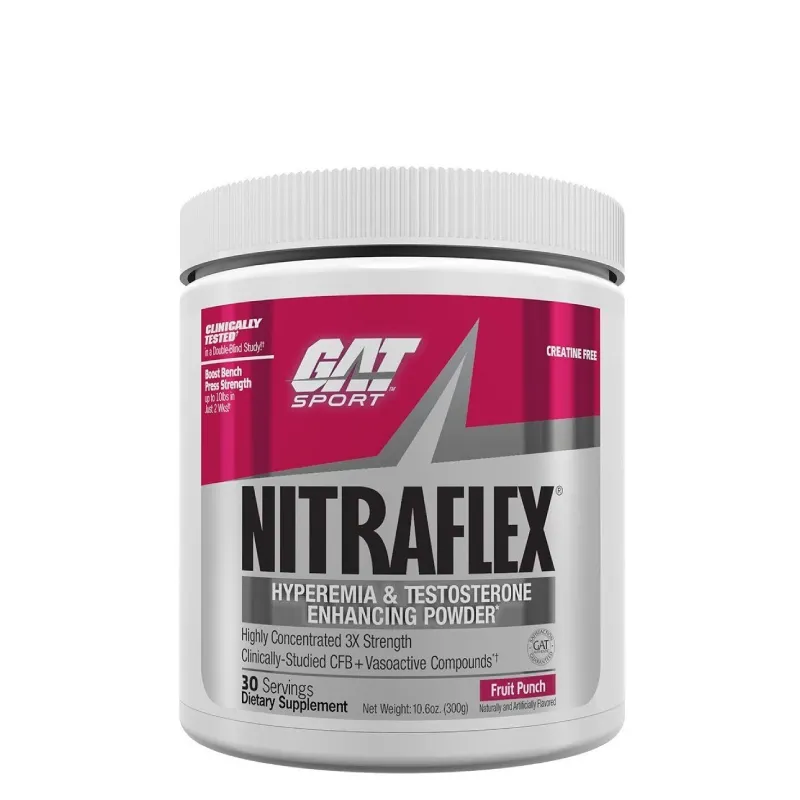 CLINICALLY
TESTED†
in a Double-Blind Study!†
Boost Bench
Press Strength
up to 10lbs in
Just 2 Wks!†
GAT™
SPORT
CREATINE FREE
NITRAFLEX®
HYPEREMIA & TESTOSTERONE
ENHANCING POWDER*
Highly Concentrated 3X Strength
Clinically-Studied CFB + Vasoactive Compounds*†
30 Servings
Dietary Supplement
Net Weight: 10.6oz. (300g)
GAT
Fruit Punch
Naturally and Artificially Flavored